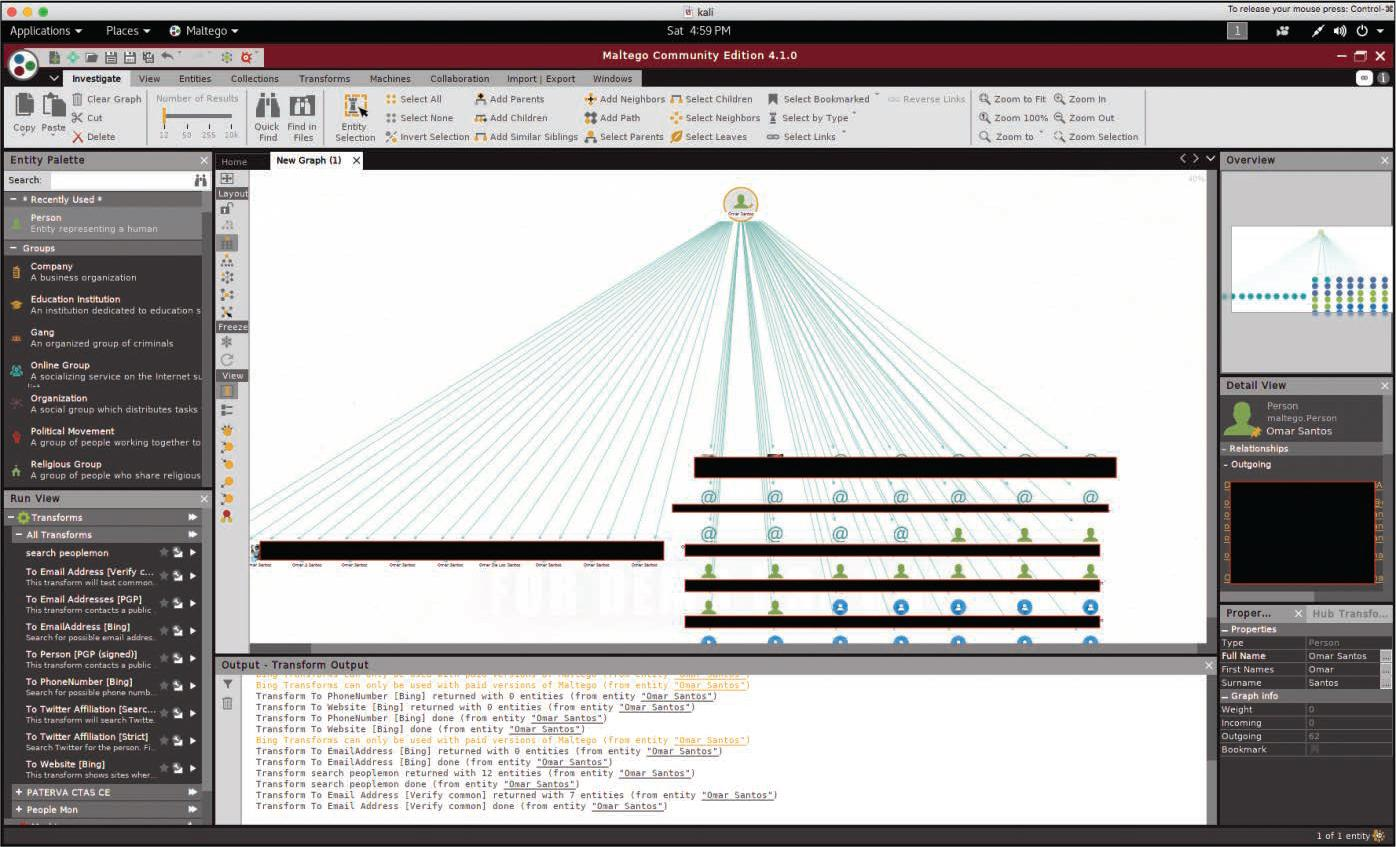 kali
To release your mouse press: Control-⌘
Applications Places Maltego
Sat 4:59 PM
1
Maltego Community Edition 4.1.0
Investigate View Entities Collections Transforms Machines Collaboration Import | Export Windows
Copy Paste
Clear Graph
Cut
Delete
Number of Results
12 50 255 10k
Quick Find
Find in Files
Entity Selection
Select All
Select None
Invert Selection
Add Parents
Add Children
Add Similar Siblings
Add Neighbors
Add Path
Select Parents
Select Children
Select Neighbors
Select Leaves
Select Bookmarked
Select by Type
Select Links
Reverse Links
Zoom to Fit
Zoom 100%
Zoom to
Zoom In
Zoom Out
Zoom Selection
Entity Palette
Search:
* Recently Used *
Person
Entity representing a human
Groups
Company
A business organization
Education Institution
An institution dedicated to education s
Gang
An organized group of criminals
Online Group
A socializing service on the Internet su
Organization
A social group which distributes tasks
Political Movement
A group of people working together to
Religious Group
A group of people who share religious
Run View
Transforms
All Transforms
search peoplemon
To Email Address [Verify c...
This transform will test common.
To Email Addresses [PGP]
This transform contacts a public
To EmailAddress [Bing]
Search for possible email addres.
To Person [PGP (signed)]
This transform contacts a public
To PhoneNumber [Bing]
Search for possible phone numb..
To Twitter Affiliation [Searc...
This transform will search Twitte.
To Twitter Affiliation [Strict]
Search Twitter for the person. Fi..
To Website [Bing]
This transform shows sites wher..
PATERVA CTAS CE
People Mon
Home
New Graph (1)
Layout
Freeze
View
40%
Omar Santos
Omar J Santos
Omar Santos
Omar Santos
Omar Santos
Omar De Los Santos
Omar Santos
Omar Santos
Omar Santos
Output - Transform Output
Bing Transforms can only be used with paid versions of Maltego (from entity "Omar Santos")
Bing Transforms can only be used with paid versions of Maltego (from entity "Omar Santos")
Transform To PhoneNumber [Bing] returned with 0 entities (from entity "Omar Santos")
Transform To Website [Bing] returned with 0 entities (from entity "Omar Santos")
Transform To PhoneNumber [Bing] done (from entity "Omar Santos")
Transform To Website [Bing] done (from entity "Omar Santos")
Bing Transforms can only be used with paid versions of Maltego (from entity "Omar Santos")
Transform To EmailAddress [Bing] returned with 0 entities (from entity "Omar Santos")
Transform To EmailAddress [Bing] done (from entity "Omar Santos")
Transform search peoplemon returned with 12 entities (from entity "Omar Santos")
Transform search peoplemon done (from entity "Omar Santos")
Transform To Email Address [Verify common] returned with 7 entities (from entity "Omar Santos")
Transform To Email Address [Verify common] done (from entity "Omar Santos")
Overview
Detail View
Person
maltego.Person
Omar Santos
Relationships
Outgoing
Proper...
Hub Transfo...
Properties
Type Person
Full Name Omar Santos
First Names Omar
Surname Santos
Graph info
Weight 0
Incoming 0
Outgoing 62
Bookmark
1 of 1 entity